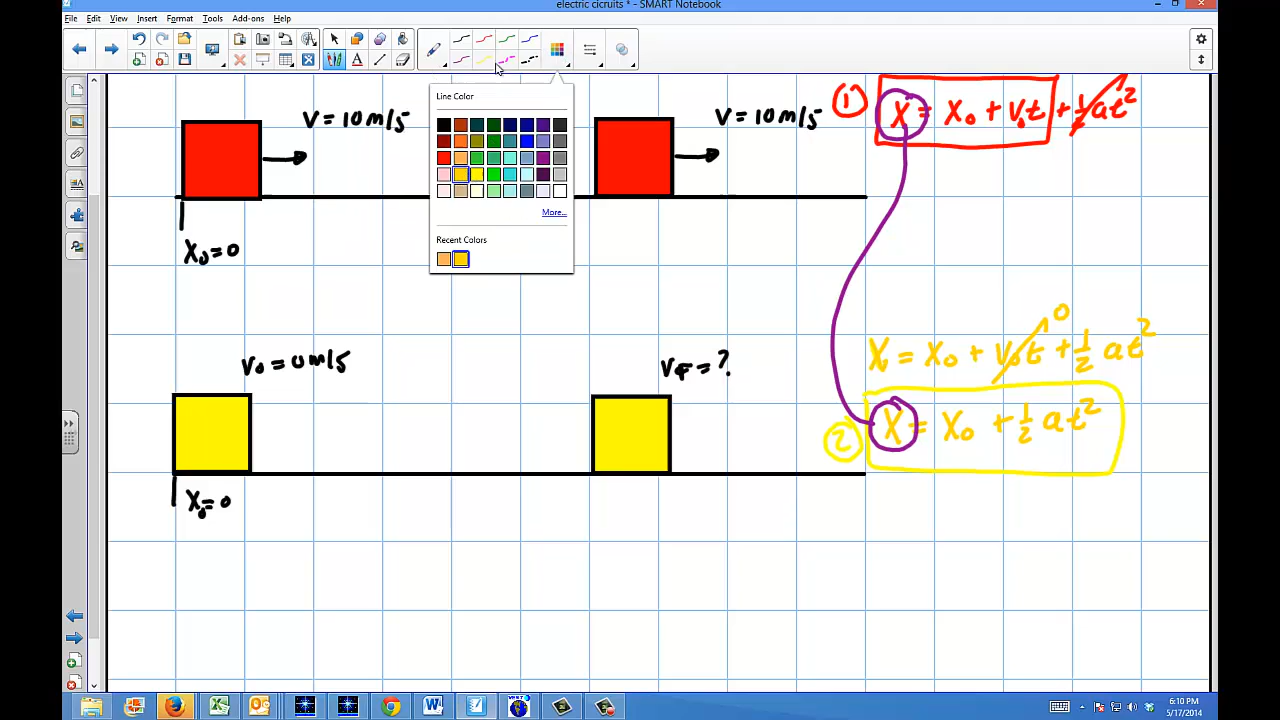 electric cicruits * - SMART Notebook
File Edit View Insert Format Tools Add-ons Help
Line Color
More...
Recent Colors
V = 10 m/s
V = 10 m/s
① X = X₀ + V₀t + ½at²
X₀ = 0
V₀ = 0 m/s
VF = ?
0
X = X₀ + V₀t + ½ at²
② X = X₀ + ½ at²
X₀ = 0
6:10 PM
5/17/2014